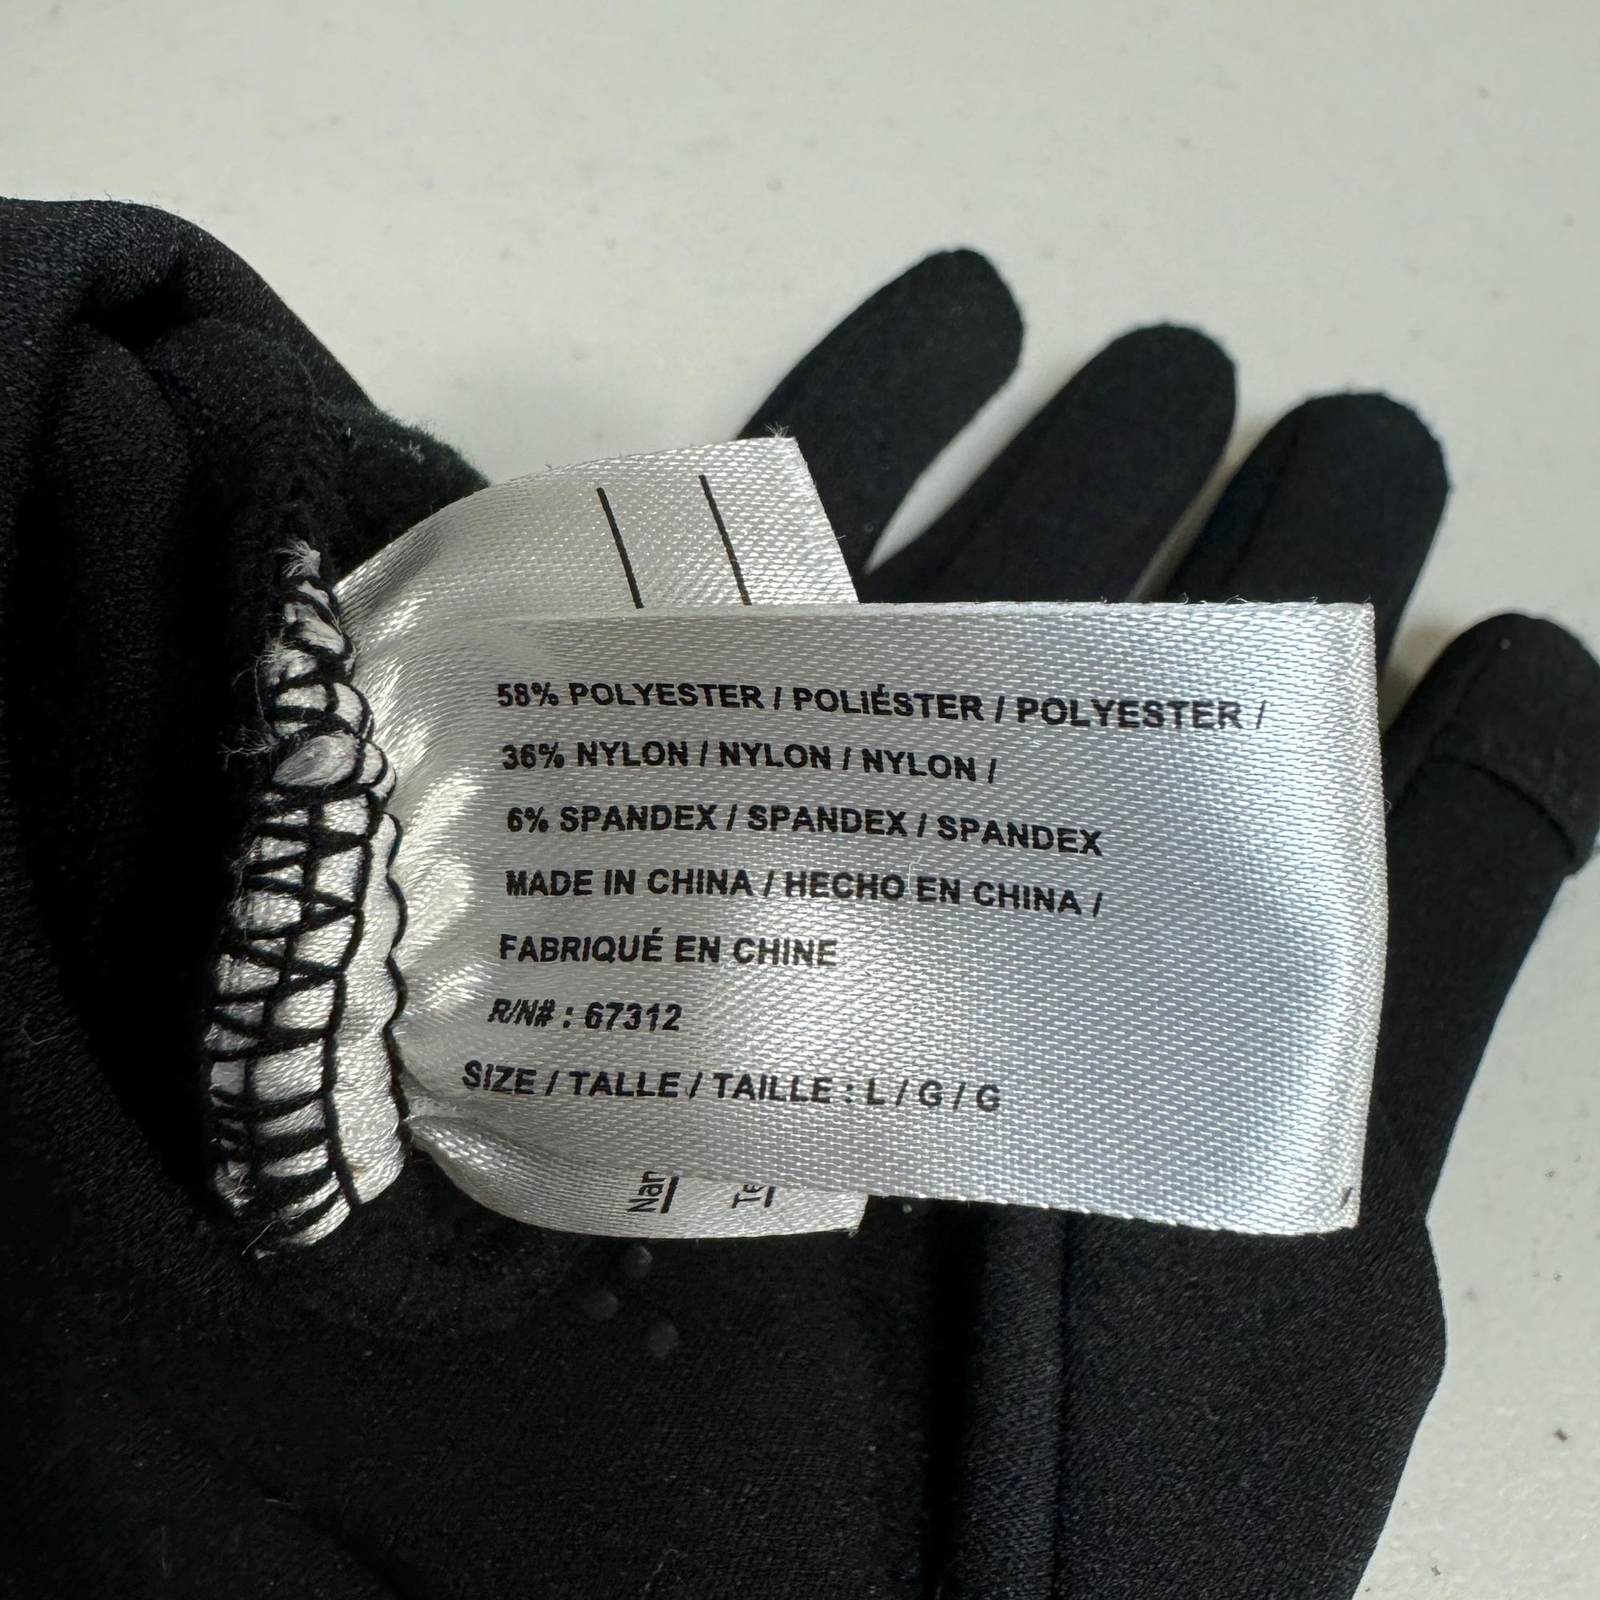 58% POLYESTER / POLIÉSTER / POLYESTER /
36% NYLON / NYLON / NYLON /
6% SPANDEX / SPANDEX / SPANDEX
MADE IN CHINA / HECHO EN CHINA /
FABRIQUÉ EN CHINE
R/N# : 67312
SIZE / TALLE / TAILLE : L / G / G